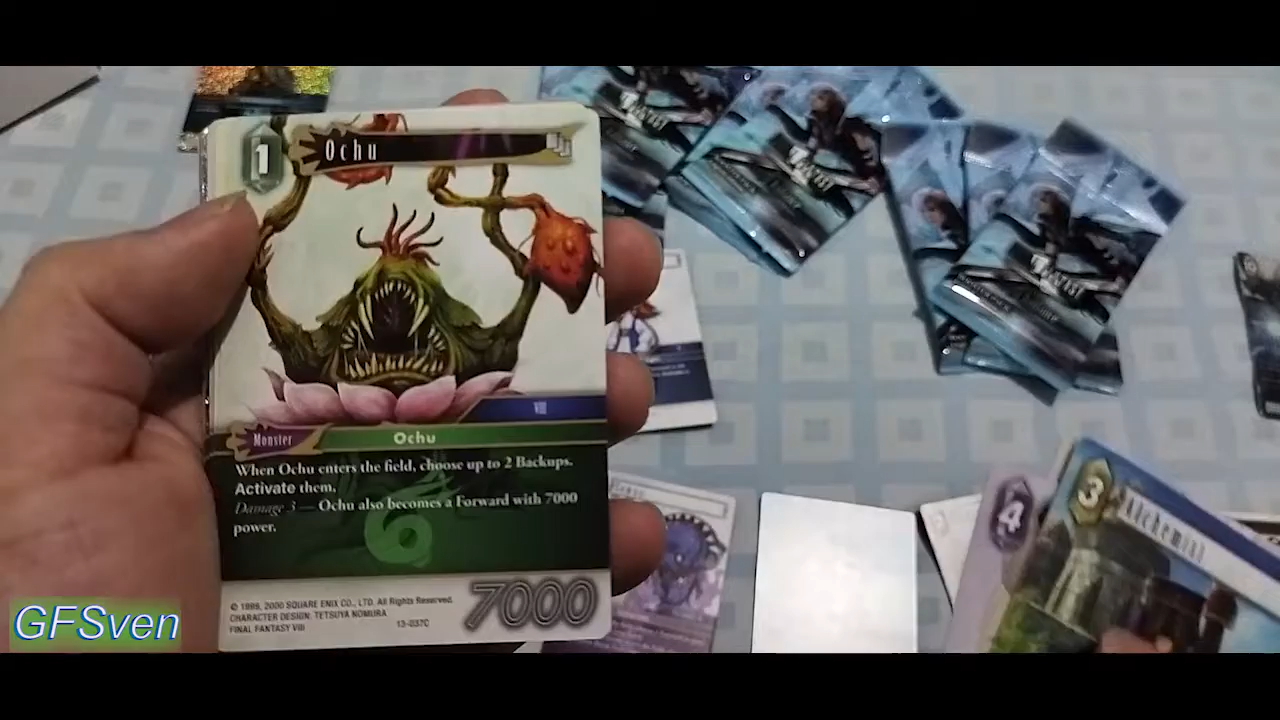 1
Ochu
VIII
Monster
Ochu
When Ochu enters the field, choose up to 2 Backups.
Activate them.
Damage 3 — Ochu also becomes a Forward with 7000
power.
7000
© 1999, 2000 SQUARE ENIX CO., LTD. All Rights Reserved.
CHARACTER DESIGN: TETSUYA NOMURA
FINAL FANTASY VIII
13-037C
4
3
Alchemist
GFSven